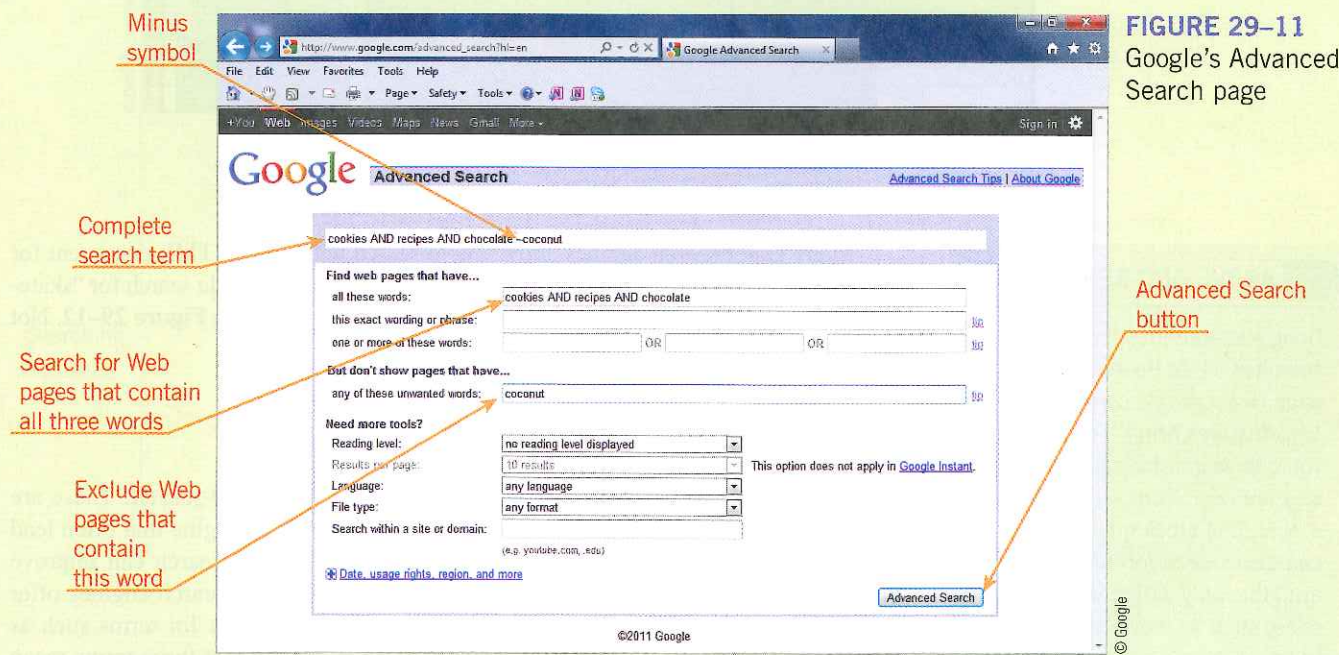 Minus
symbol
FIGURE 29–11
Google's Advanced
Search page
http://www.google.com/advanced_search?hl=en
Google Advanced Search
File Edit View Favorites Tools Help
Page Safety Tools
+You Web Images Videos Maps News Gmail More
Sign in
Google Advanced Search
Advanced Search Tips | About Google
Complete
search term
cookies AND recipes AND chocolate -coconut
Find web pages that have...
all these words: cookies AND recipes AND chocolate
this exact wording or phrase: tip
one or more of these words: OR OR tip
But don't show pages that have...
any of these unwanted words: coconut tip
Need more tools?
Reading level: no reading level displayed
Results per page: 10 results This option does not apply in Google Instant.
Language: any language
File type: any format
Search within a site or domain:
(e.g. youtube.com, .edu)
Date, usage rights, region, and more
Advanced Search
©2011 Google
Search for Web
pages that contain
all three words
Exclude Web
pages that
contain
this word
Advanced Search
button
© Google